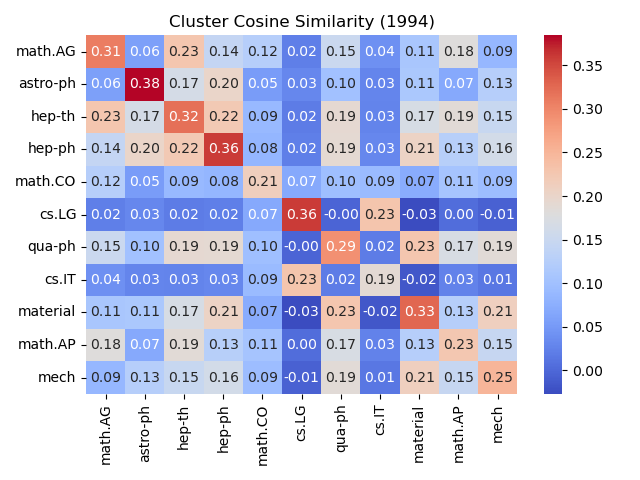 Cluster Cosine Similarity (1994)
math.AG 0.31 0.06 0.23 0.14 0.12 0.02 0.15 0.04 0.11 0.18 0.09
astro-ph 0.06 0.38 0.17 0.20 0.05 0.03 0.10 0.03 0.11 0.07 0.13
hep-th 0.23 0.17 0.32 0.22 0.09 0.02 0.19 0.03 0.17 0.19 0.15
hep-ph 0.14 0.20 0.22 0.36 0.08 0.02 0.19 0.03 0.21 0.13 0.16
math.CO 0.12 0.05 0.09 0.08 0.21 0.07 0.10 0.09 0.07 0.11 0.09
cs.LG 0.02 0.03 0.02 0.02 0.07 0.36 -0.00 0.23 -0.03 0.00 -0.01
qua-ph 0.15 0.10 0.19 0.19 0.10 -0.00 0.29 0.02 0.23 0.17 0.19
cs.IT 0.04 0.03 0.03 0.03 0.09 0.23 0.02 0.19 -0.02 0.03 0.01
material 0.11 0.11 0.17 0.21 0.07 -0.03 0.23 -0.02 0.33 0.13 0.21
math.AP 0.18 0.07 0.19 0.13 0.11 0.00 0.17 0.03 0.13 0.23 0.15
mech 0.09 0.13 0.15 0.16 0.09 -0.01 0.19 0.01 0.21 0.15 0.25
math.AG astro-ph hep-th hep-ph math.CO cs.LG qua-ph cs.IT material math.AP mech
0.35
0.30
0.25
0.20
0.15
0.10
0.05
0.00